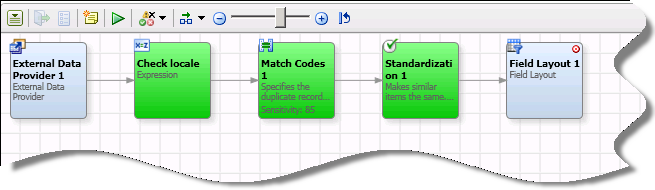 External Data
Provider 1
External Data
Provider
x=z
Check locale
Expression
Match Codes
1
Specifies the
duplicate record...
Sensitivity: 85
Standardizati
on 1
Makes similar
items the same....
Field Layout 1
Field Layout